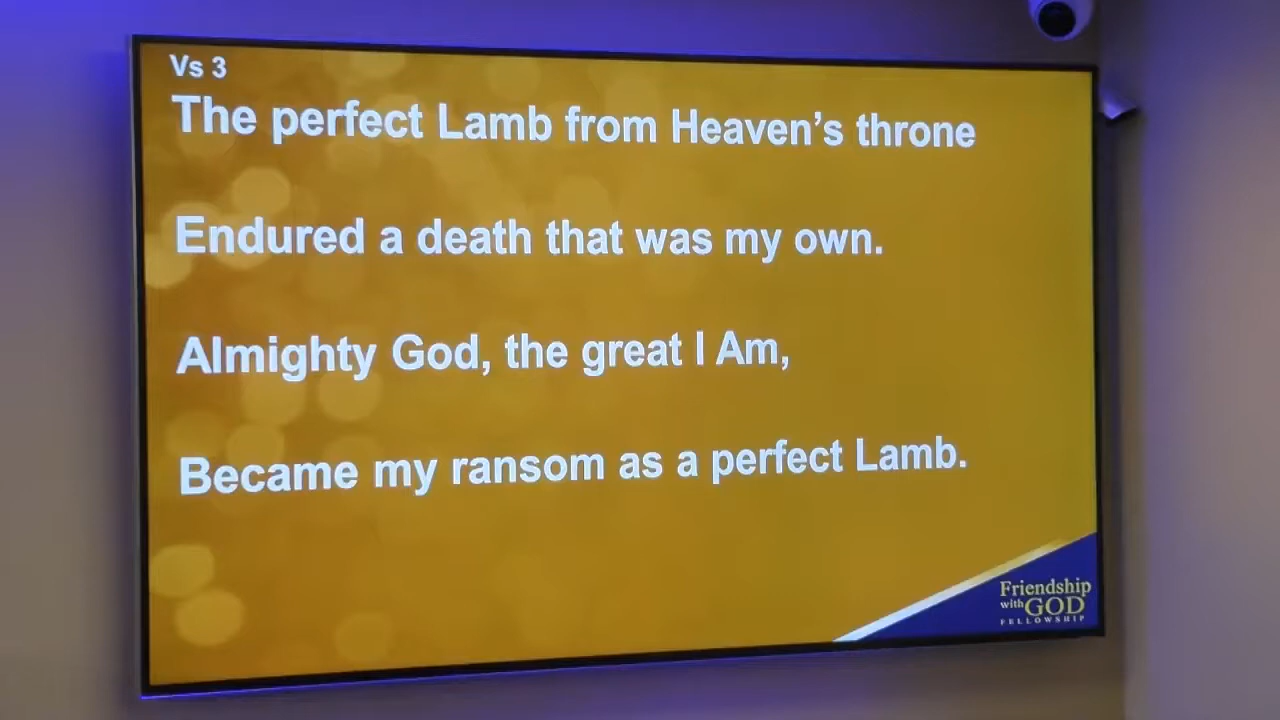 Vs 3
The perfect Lamb from Heaven’s throne
Endured a death that was my own.
Almighty God, the great I Am,
Became my ransom as a perfect Lamb.
Friendship
with GOD
FELLOWSHIP